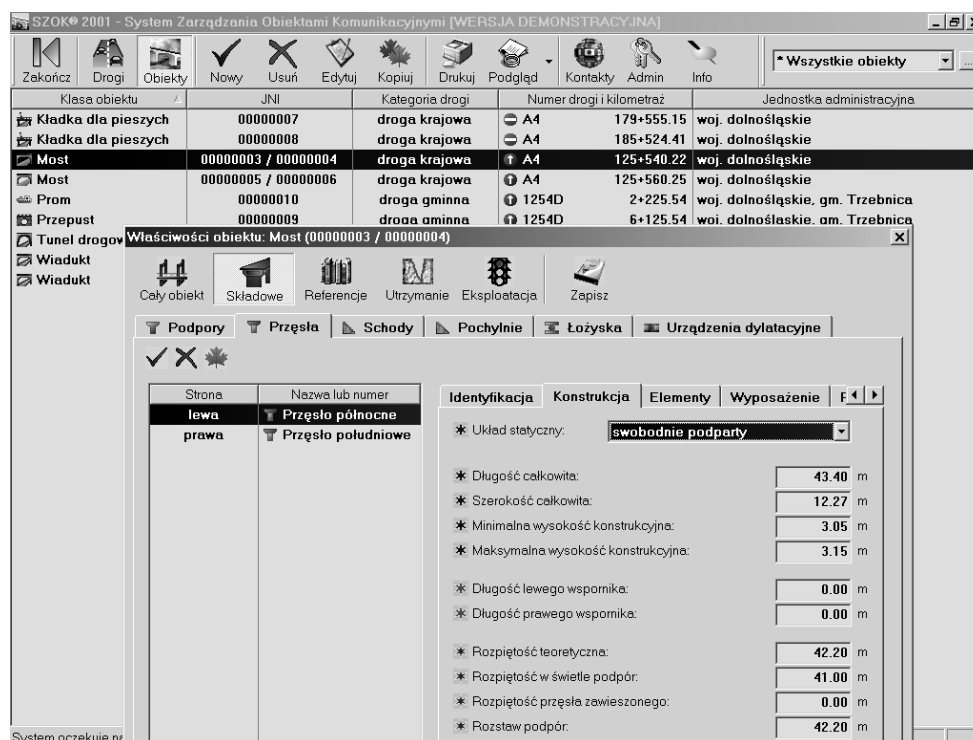 SZOK® 2001 - System Zarządzania Obiektami Komunikacyjnymi [WERSJA DEMONSTRACYJNA]
Zakończ Drogi Obiekty Nowy Usuń Edytuj Kopiuj Drukuj Podgląd Kontakty Admin Info * Wszystkie obiekty ...
Klasa obiektu JNI Kategoria drogi Numer drogi i kilometraż Jednostka administracyjna
Kładka dla pieszych 00000007 droga krajowa A4 179+555.15 woj. dolnośląskie
Kładka dla pieszych 00000008 droga krajowa A4 185+524.41 woj. dolnośląskie
Most 00000003 / 00000004 droga krajowa A4 125+540.22 woj. dolnośląskie
Most 00000005 / 00000006 droga krajowa A4 125+560.25 woj. dolnośląskie
Prom 00000010 droga gminna 1254D 2+225.54 woj. dolnośląskie, gm. Trzebnica
Przepust 00000009 droga gminna 1254D 6+125.54 woj. dolnośląskie, gm. Trzebnica
Tunel drogow
Wiadukt
Wiadukt
Właściwości obiektu: Most (00000003 / 00000004)
Cały obiekt Składowe Referencje Utrzymanie Eksploatacja Zapisz
Podpory Przęsła Schody Pochylnie Łożyska Urządzenia dylatacyjne
Strona Nazwa lub numer
lewa Przęsło północne
prawa Przęsło południowe
Identyfikacja Konstrukcja Elementy Wyposażenie
Układ statyczny: swobodnie podparty
Długość całkowita: 43.40 m
Szerokość całkowita: 12.27 m
Minimalna wysokość konstrukcyjna: 3.05 m
Maksymalna wysokość konstrukcyjna: 3.15 m
Długość lewego wspornika: 0.00 m
Długość prawego wspornika: 0.00 m
Rozpiętość teoretyczna: 42.20 m
Rozpiętość w świetle podpór: 41.00 m
Rozpiętość przęsła zawieszonego: 0.00 m
Rozstaw podpór: 42.20 m
System oczekuje na